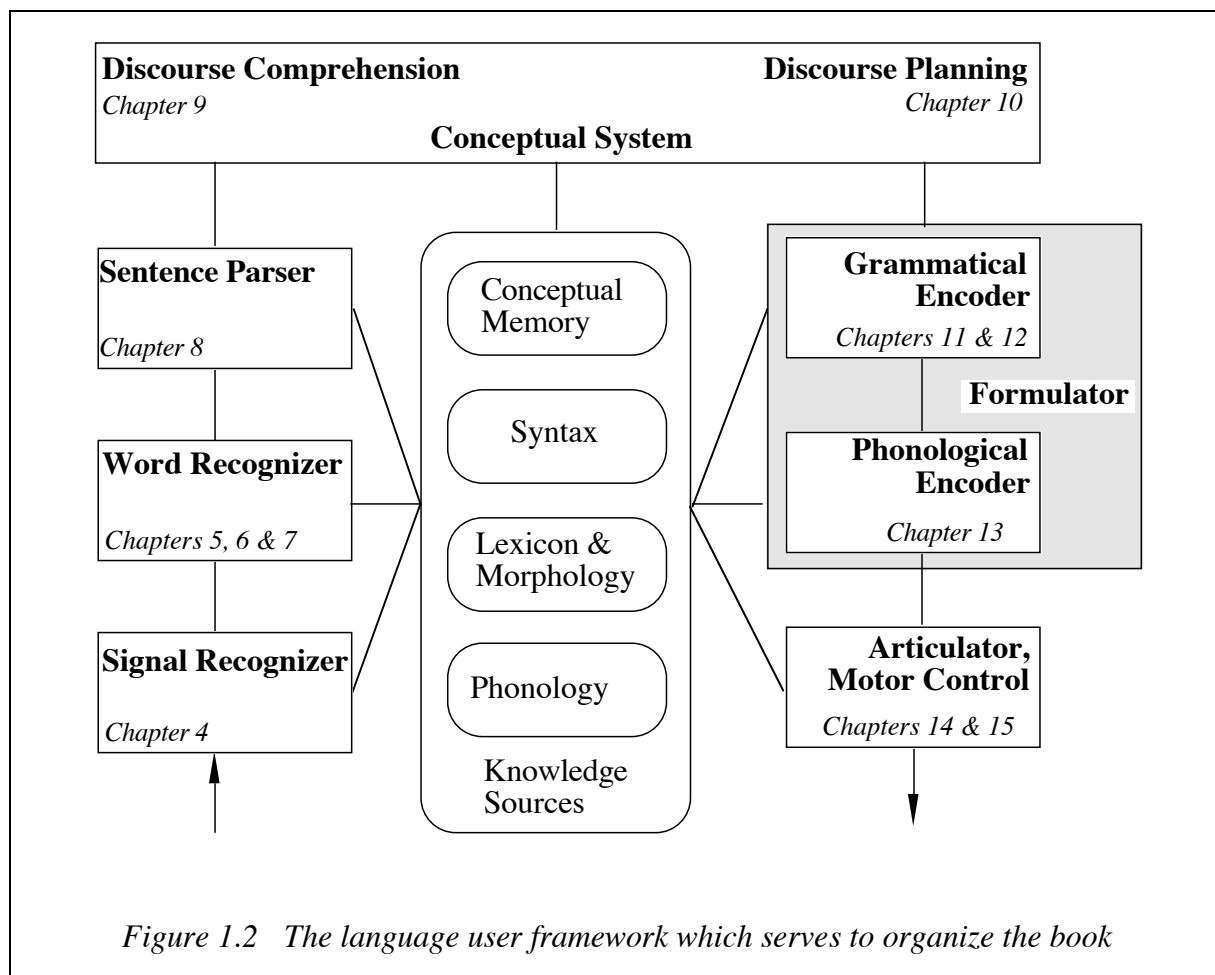 Discourse Comprehension
Chapter 9
Discourse Planning
Chapter 10
Conceptual System
Sentence Parser
Chapter 8
Word Recognizer
Chapters 5, 6 & 7
Signal Recognizer
Chapter 4
Conceptual
Memory
Syntax
Lexicon &
Morphology
Phonology
Knowledge
Sources
Grammatical
Encoder
Chapters 11 & 12
Formulator
Phonological
Encoder
Chapter 13
Articulator,
Motor Control
Chapters 14 & 15
Figure 1.2 The language user framework which serves to organize the book